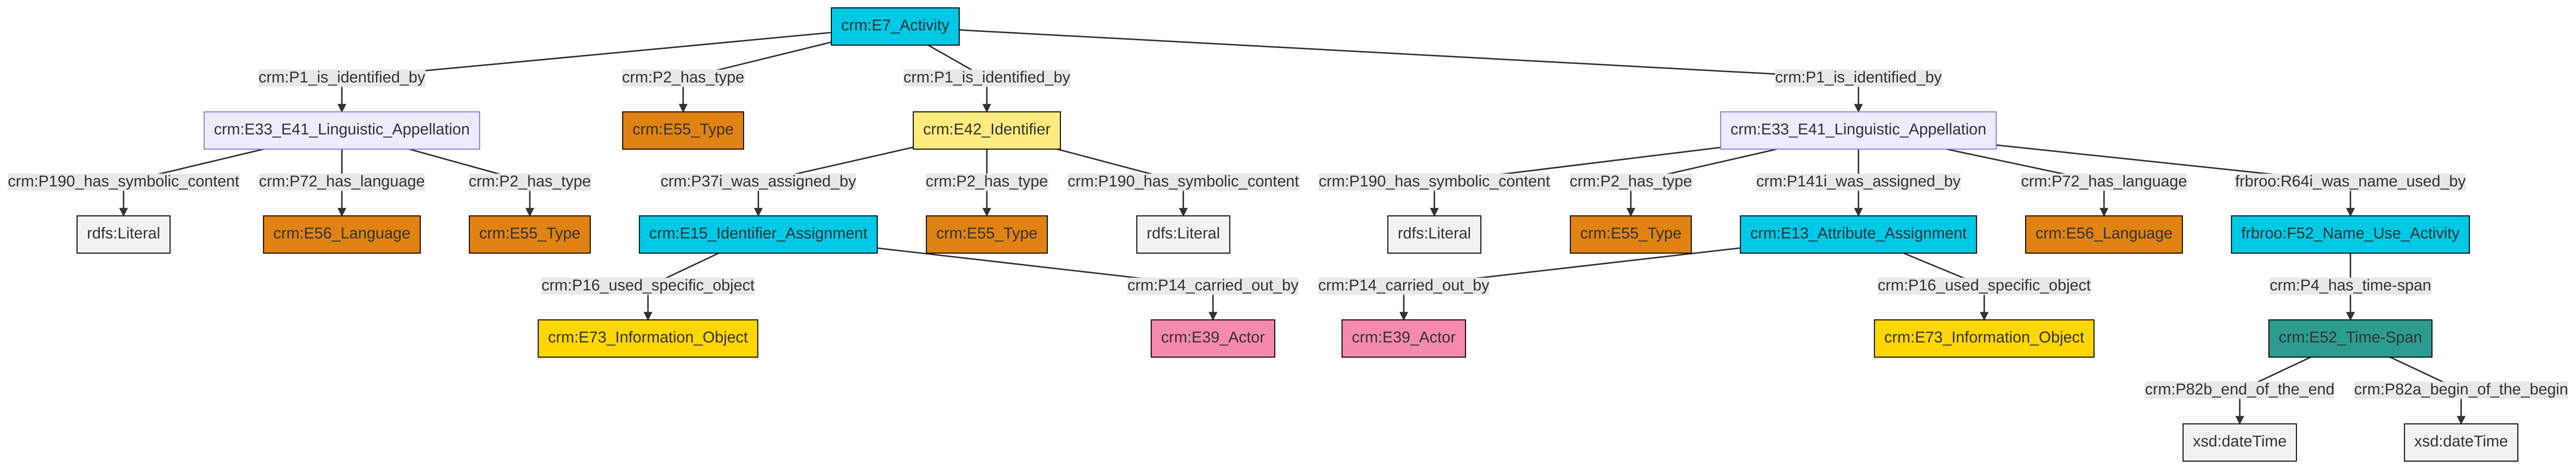 crm:E7_Activity
crm:P1_is_identified_by
crm:P2_has_type
crm:P1_is_identified_by
crm:P1_is_identified_by
crm:E33_E41_Linguistic_Appellation
crm:E55_Type
crm:E42_Identifier
crm:E33_E41_Linguistic_Appellation
crm:P190_has_symbolic_content
crm:P72_has_language
crm:P2_has_type
crm:P37i_was_assigned_by
crm:P2_has_type
crm:P190_has_symbolic_content
crm:P190_has_symbolic_content
crm:P2_has_type
crm:P141i_was_assigned_by
crm:P72_has_language
frbroo:R64i_was_name_used_by
rdfs:Literal
crm:E56_Language
crm:E55_Type
crm:E15_Identifier_Assignment
crm:E55_Type
rdfs:Literal
rdfs:Literal
crm:E55_Type
crm:E13_Attribute_Assignment
crm:E56_Language
frbroo:F52_Name_Use_Activity
crm:P16_used_specific_object
crm:P14_carried_out_by
crm:P14_carried_out_by
crm:P16_used_specific_object
crm:P4_has_time-span
crm:E73_Information_Object
crm:E39_Actor
crm:E39_Actor
crm:E73_Information_Object
crm:E52_Time-Span
crm:P82b_end_of_the_end
crm:P82a_begin_of_the_begin
xsd:dateTime
xsd:dateTime